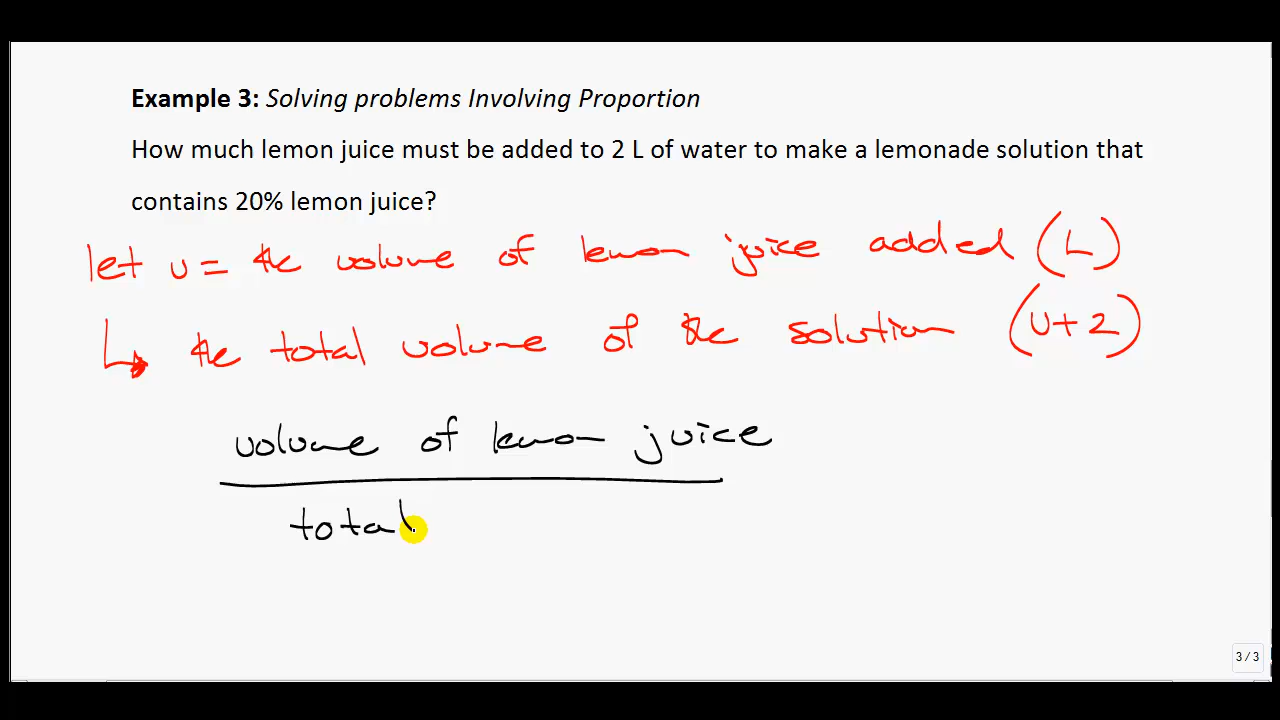 Example 3: Solving problems Involving Proportion
How much lemon juice must be added to 2 L of water to make a lemonade solution that
contains 20% lemon juice?
let v = the volume of lemon juice added (L)
↳ the total volume of the solution (v+2)
volume of lemon juice
total
3/3